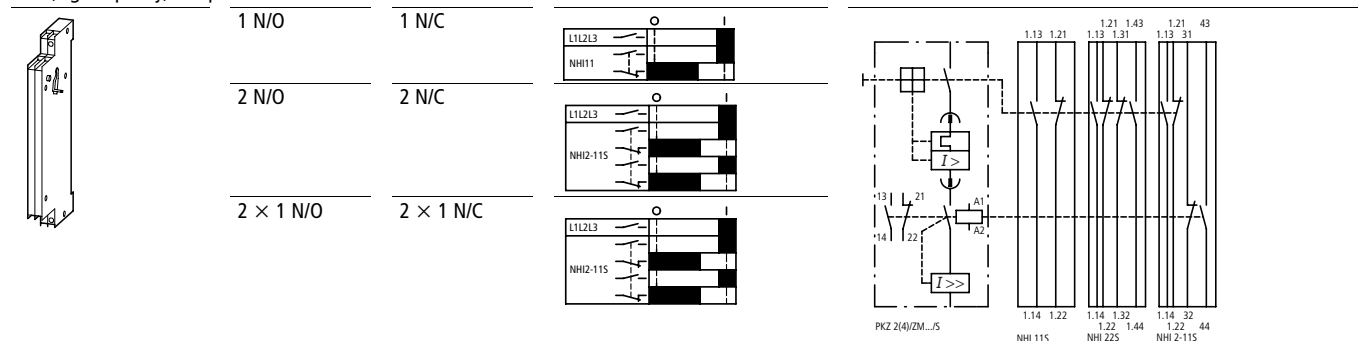 1 N/O
1 N/C
O I
L1L2L3
NHI11
2 N/O
2 N/C
O I
L1L2L3
NHI2-11S
2 × 1 N/O
2 × 1 N/C
O I
L1L2L3
NHI2-11S
1.21 1.43 1.21 43
1.13 1.21 1.13 1.31 1.13 31
I >
13 21
A1
A2
14 22
I >>
1.14 1.22 1.14 1.32 1.14 32
1.22 1.44 1.22 44
PKZ 2(4)/ZM.../S
NHI 11S NHI 22S NHI 2-11S